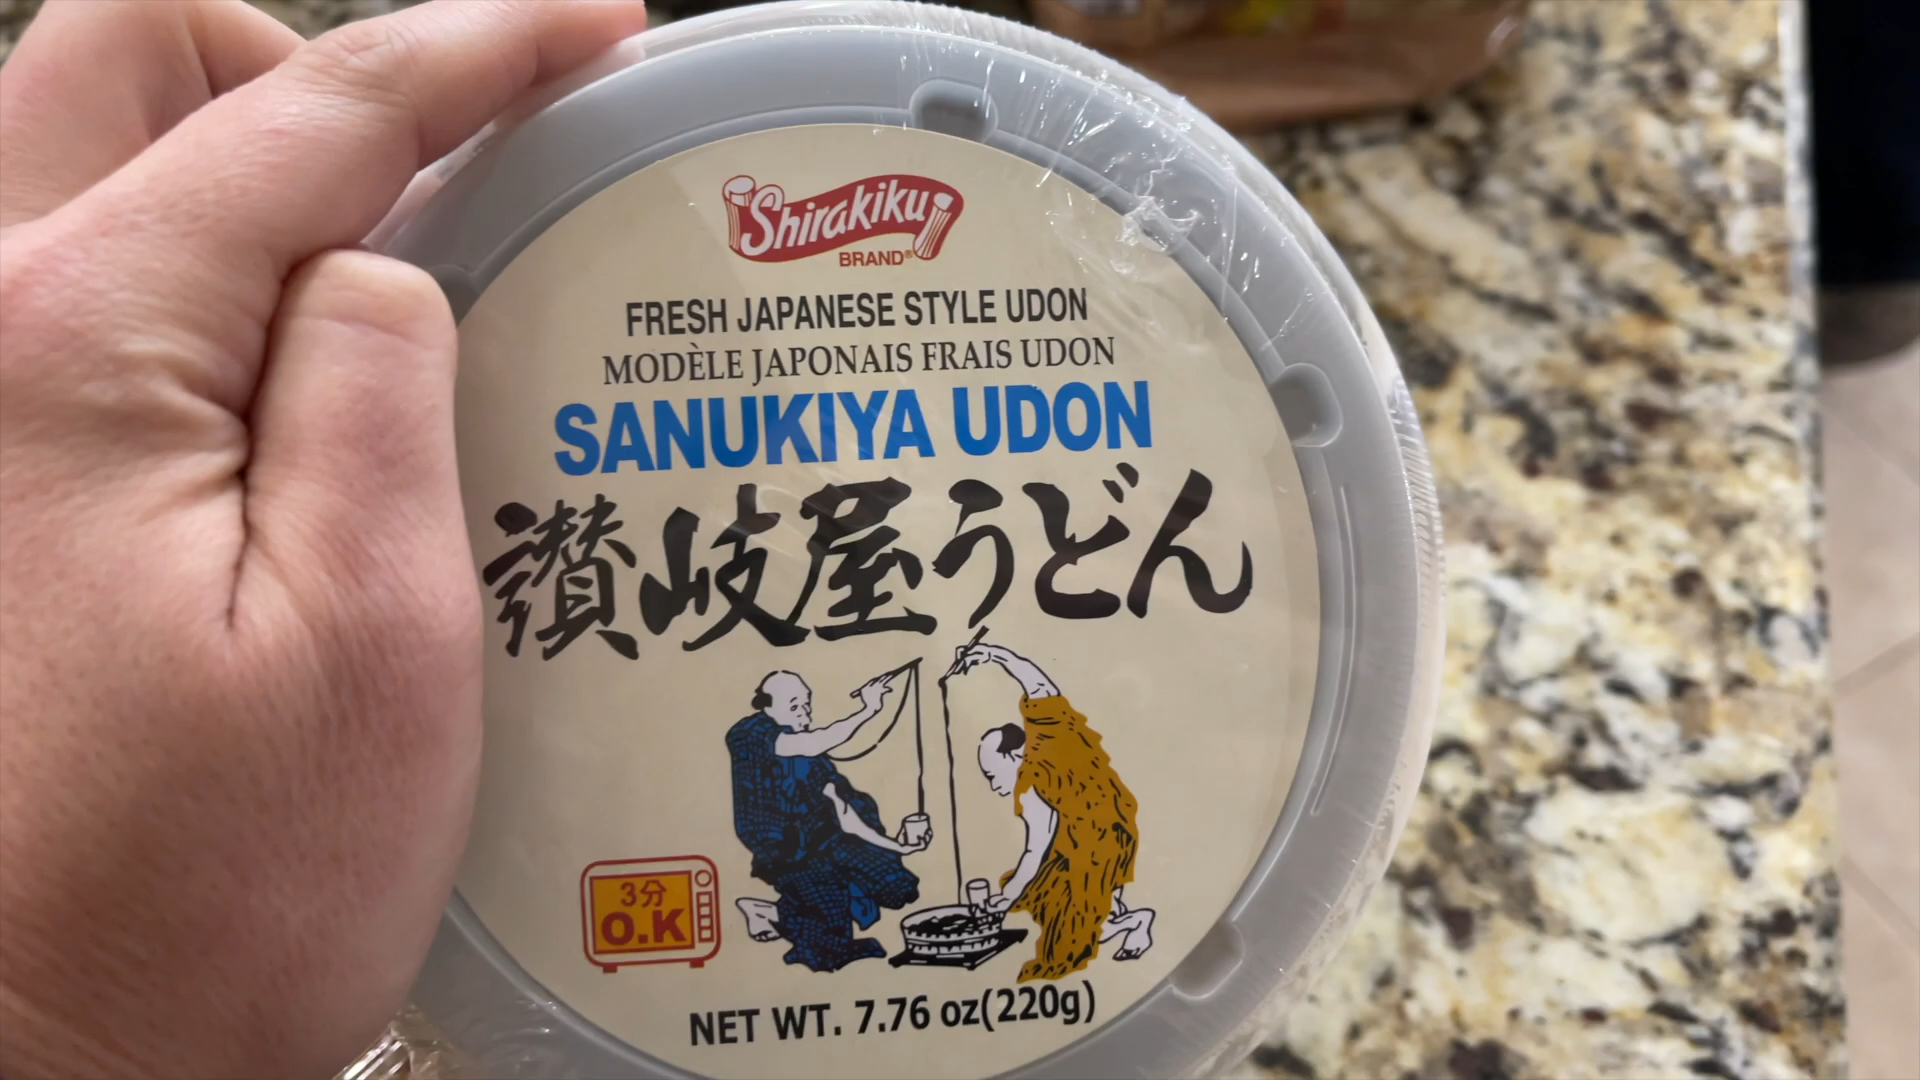 Shirakiku
BRAND®
FRESH JAPANESE STYLE UDON
MODÈLE JAPONAIS FRAIS UDON
SANUKIYA UDON
讃岐屋うどん
3分
O.K
NET WT. 7.76 oz(220g)